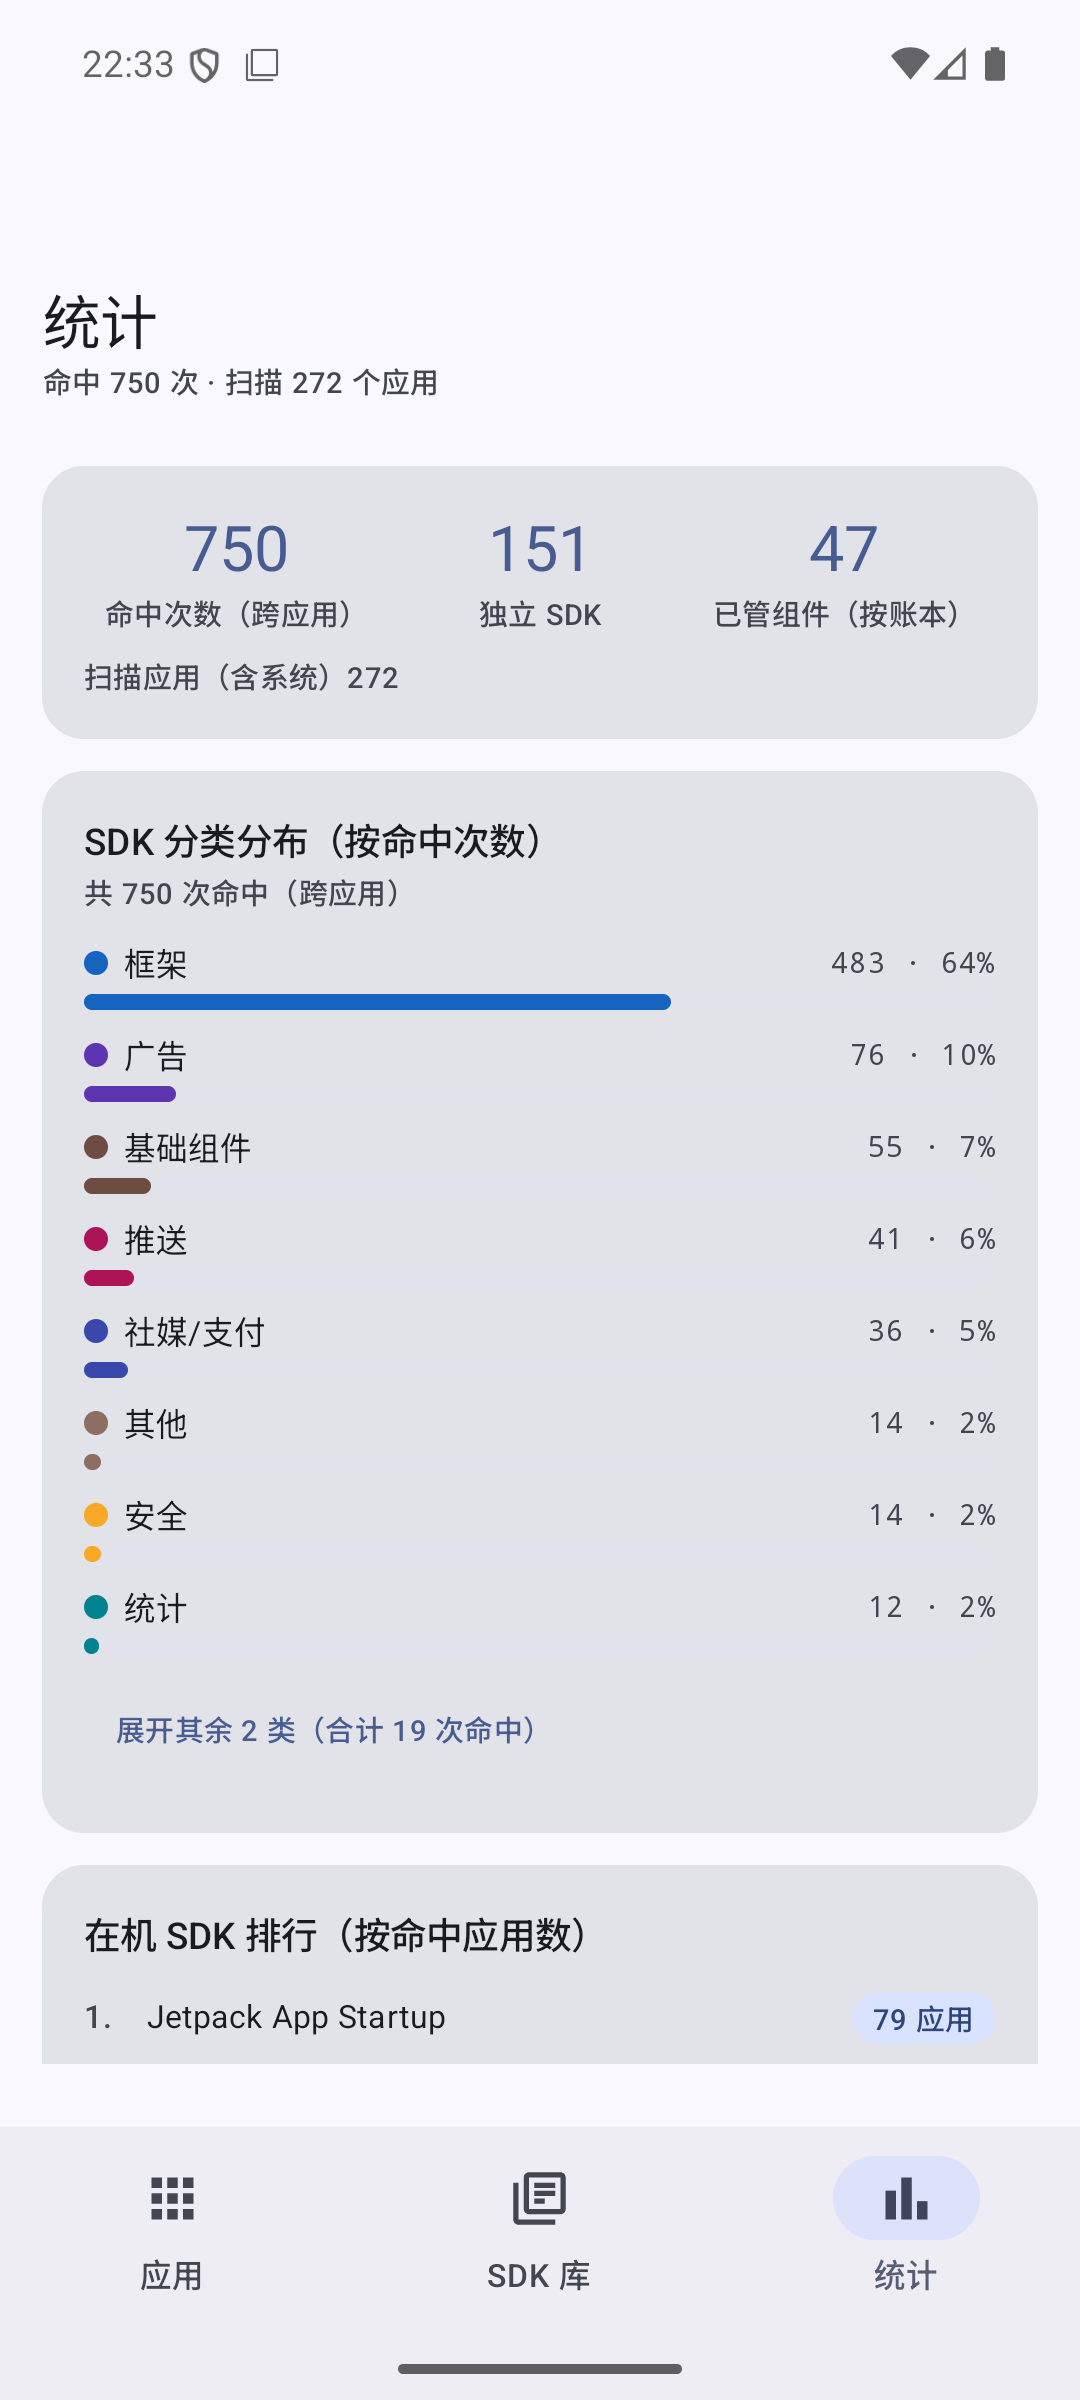 22:33
统计
命中 750 次 · 扫描 272 个应用
750 151 47
命中次数（跨应用） 独立 SDK 已管组件（按账本）
扫描应用（含系统）272
SDK 分类分布（按命中次数）
共 750 次命中（跨应用）
框架 483 · 64%
广告 76 · 10%
基础组件 55 · 7%
推送 41 · 6%
社媒/支付 36 · 5%
其他 14 · 2%
安全 14 · 2%
统计 12 · 2%
展开其余 2 类（合计 19 次命中）
在机 SDK 排行（按命中应用数）
1. Jetpack App Startup 79 应用
应用 SDK 库 统计